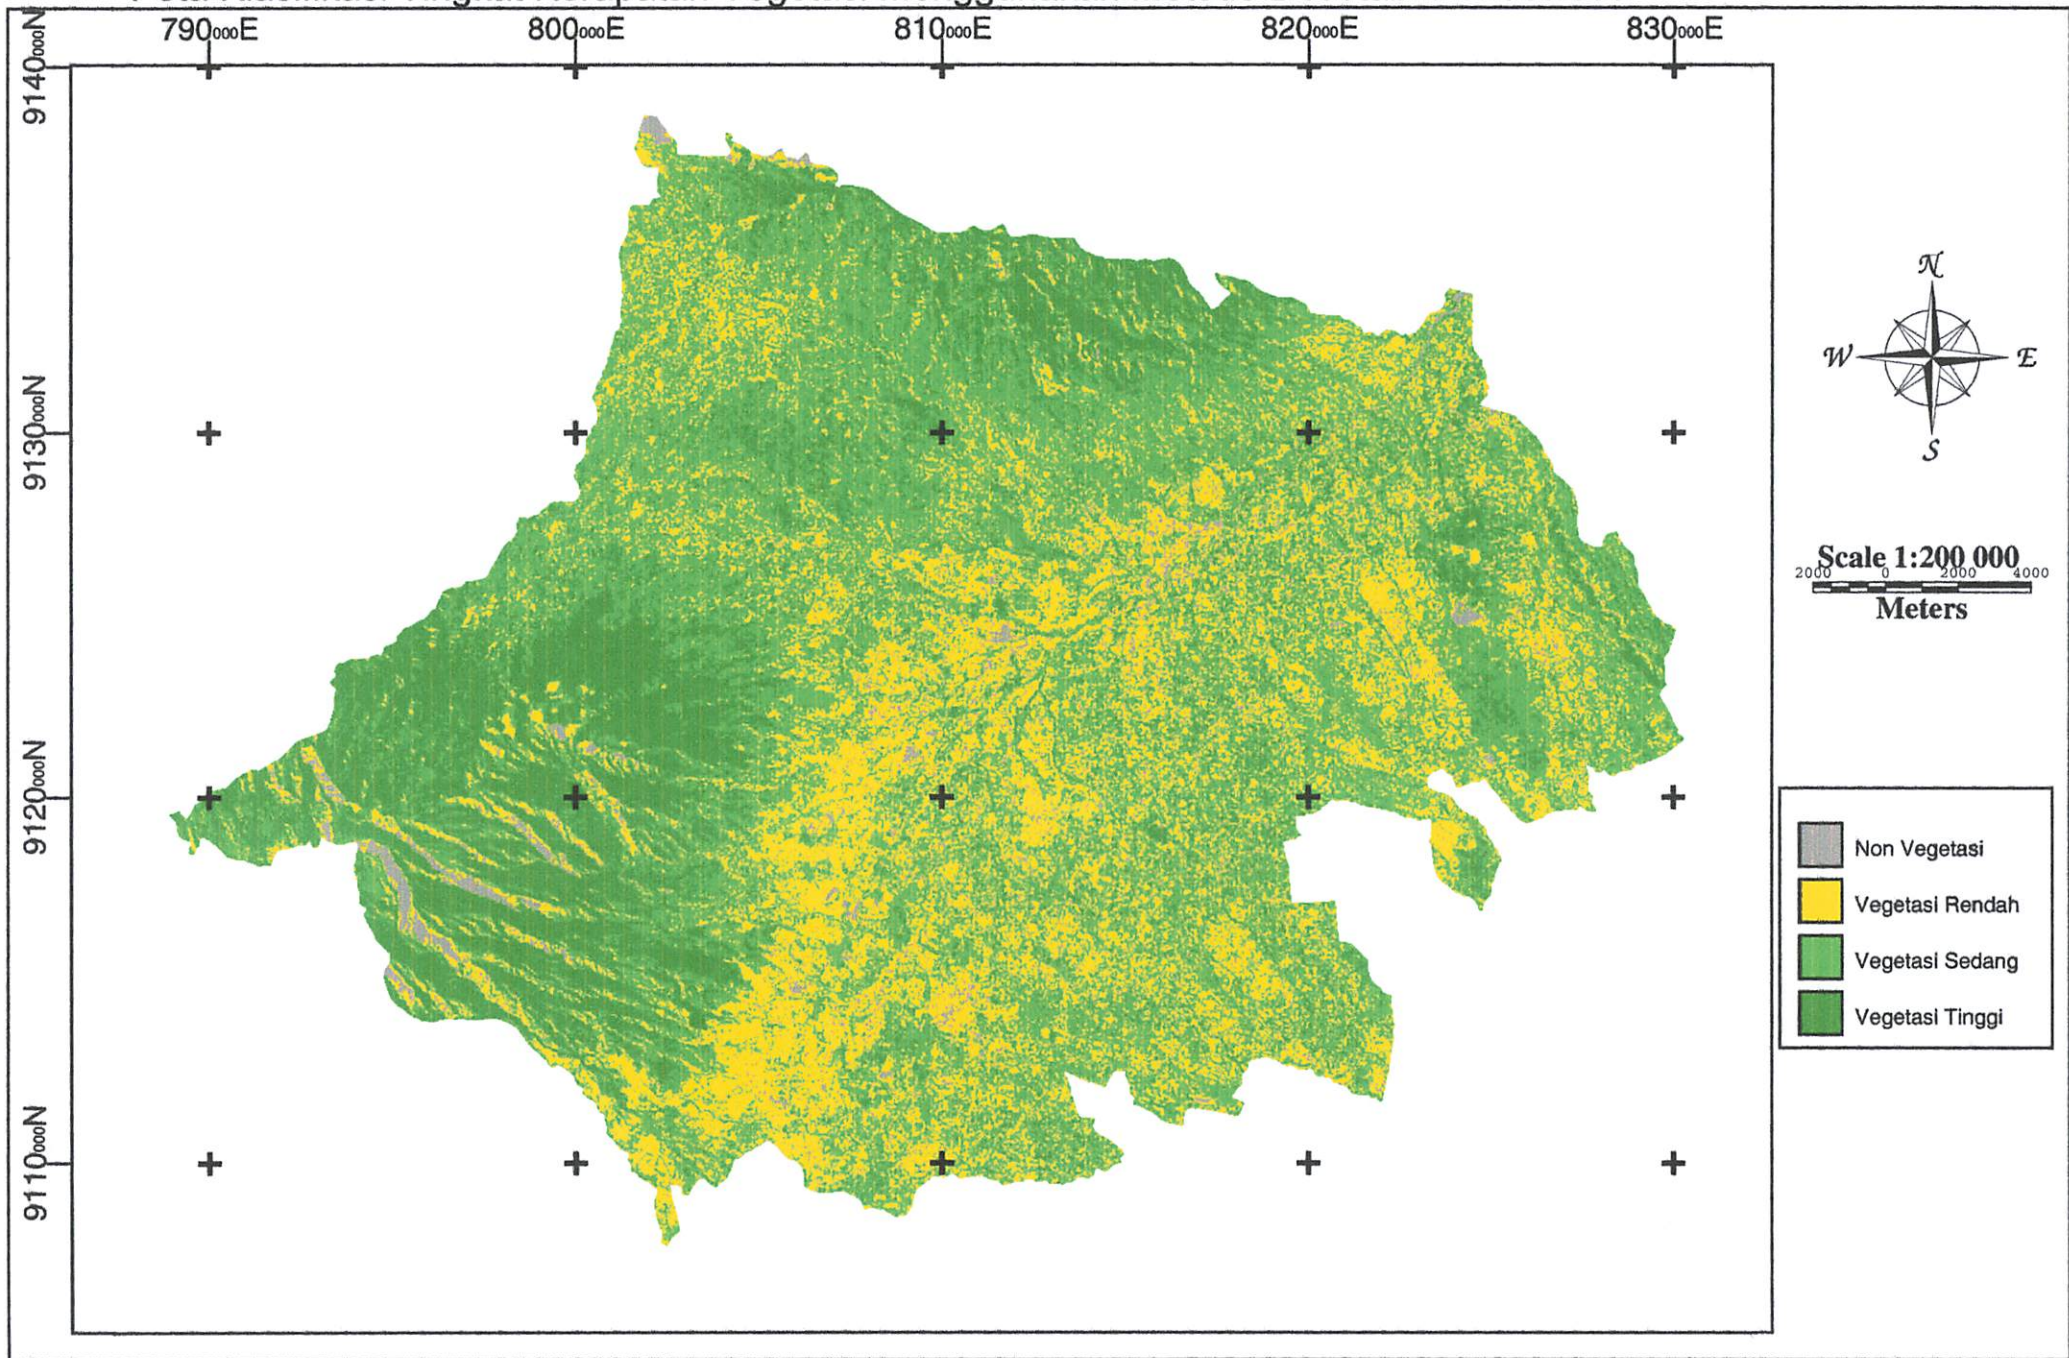 790000E 800000E 810000E 820000E 830000E
9140000N
9130000N
9120000N
9110000N
N
W E
S
Scale 1:200 000
2000 0 2000 4000
Meters
Non Vegetasi
Vegetasi Rendah
Vegetasi Sedang
Vegetasi Tinggi